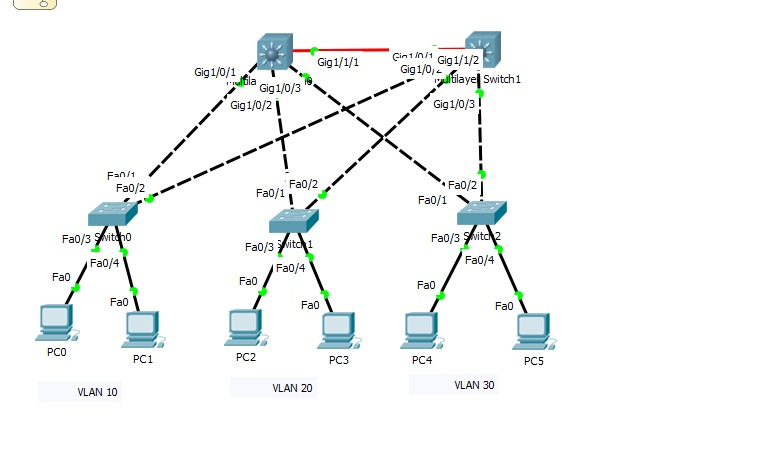 Gig1/1/1
Gig1/0/1
Gig1/1/2
Gig1/0/1
Gig1/0/2
Switch1
Gig1/0/3
Gig1/0/2
Gig1/0/3
Fa0/1
Fa0/2
Fa0/1
Fa0/2
Fa0/2
Fa0/1
Fa0/3
Switch0
Fa0/4
Fa0/3
Switch1
Fa0/4
Fa0/3
Switch2
Fa0/4
Fa0
Fa0
Fa0
Fa0
Fa0
Fa0
PC0
PC1
PC2
PC3
PC4
PC5
VLAN 10
VLAN 20
VLAN 30